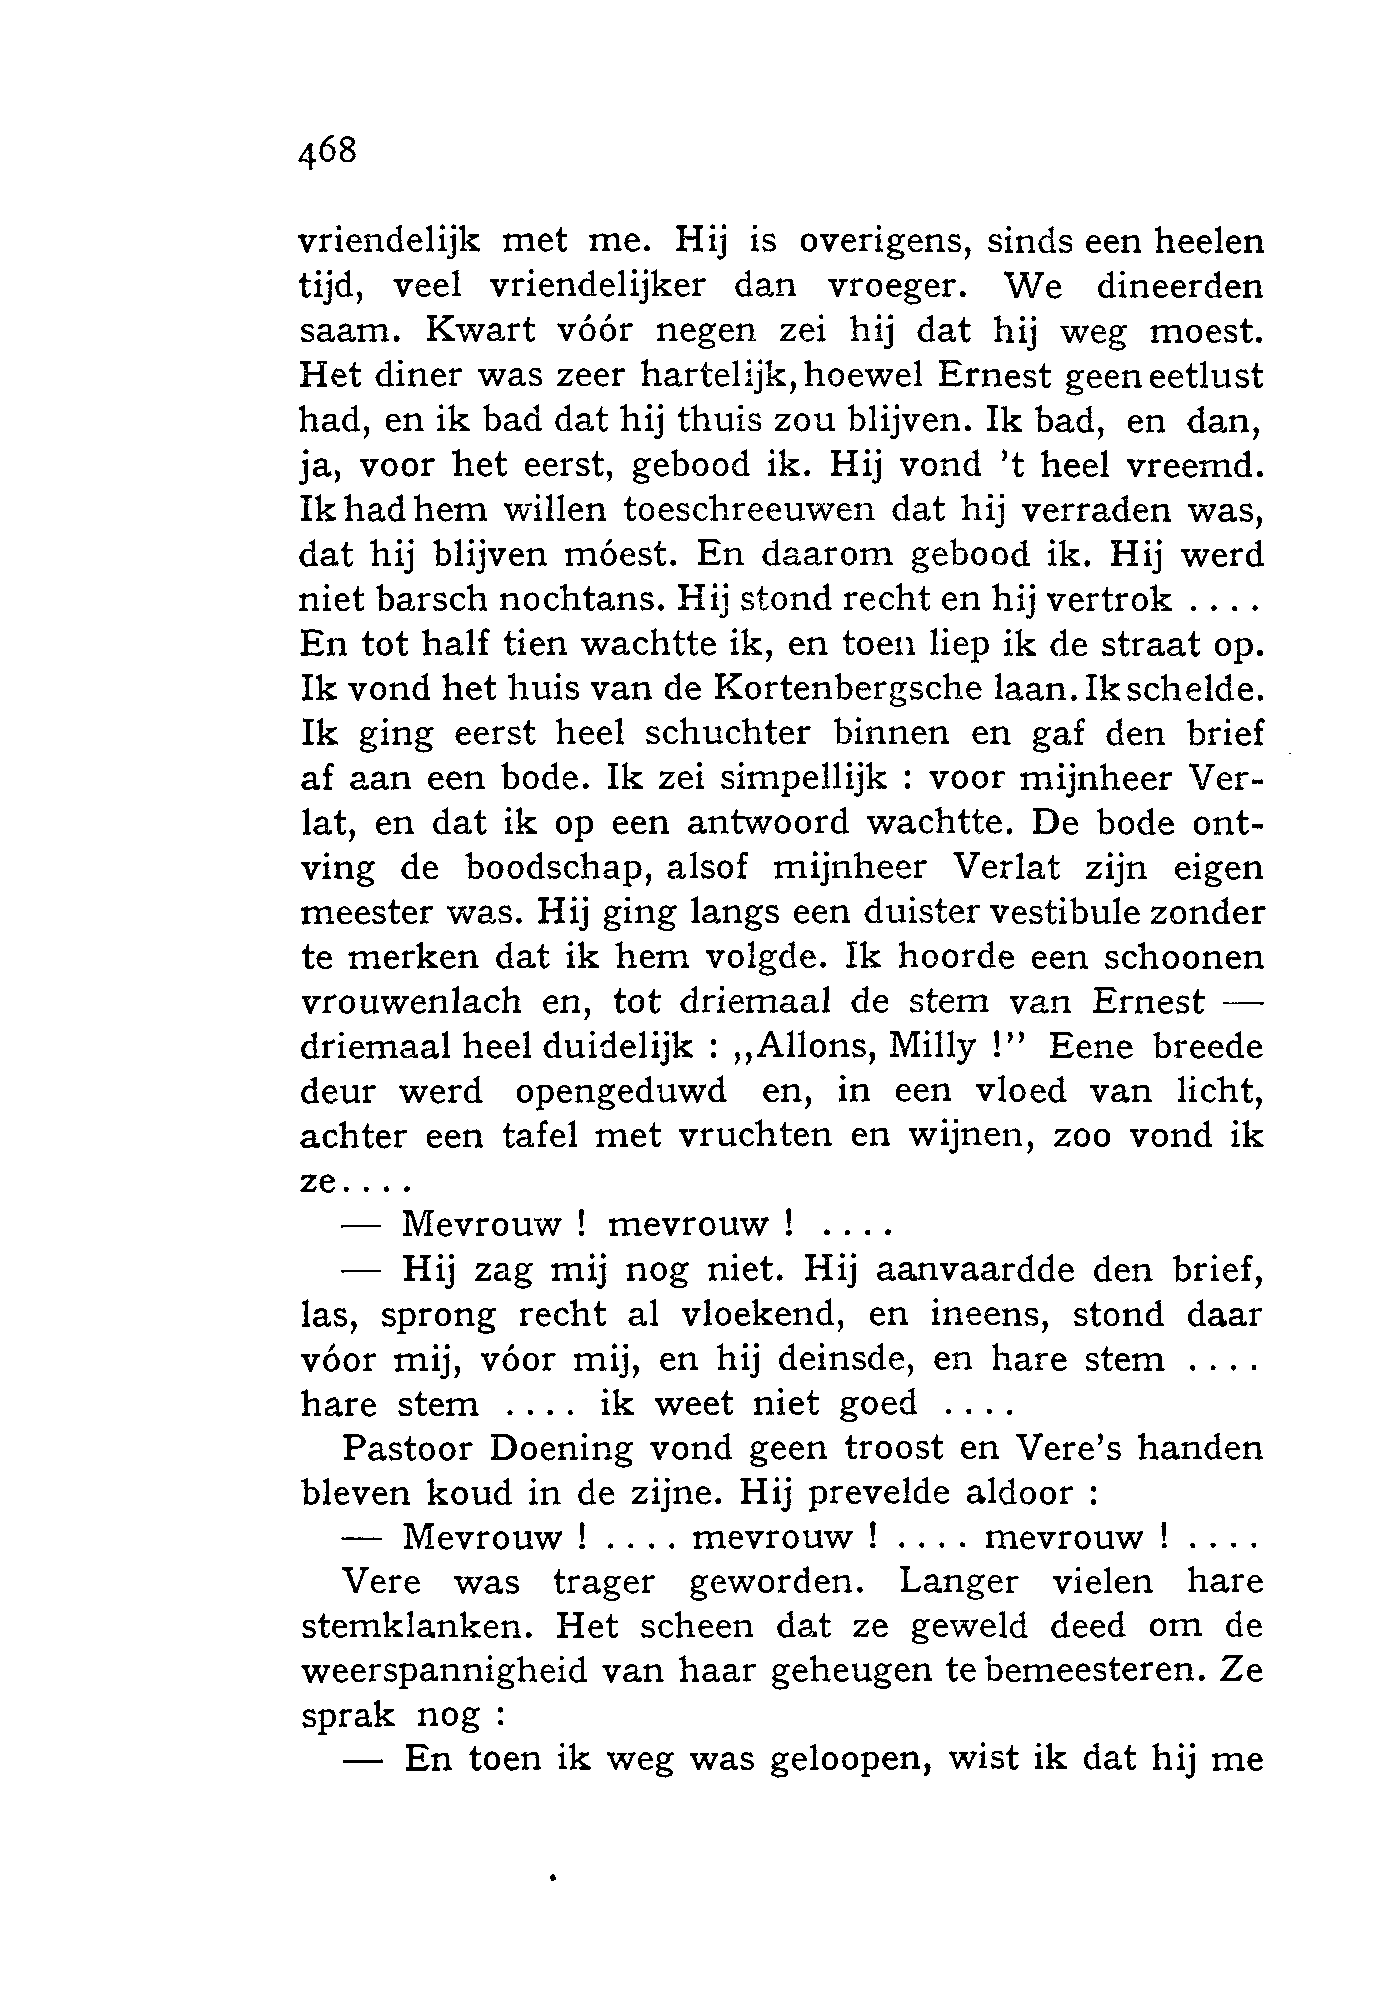 468
vriendelijk met me. Hij is overigens, sinds een heelen
tijd, veel vriendelijker dan vroeger. We dineerden
saam. Kwart vóór negen zei hij dat hij weg moest.
Het diner was zeer hartelijk, hoewel Ernest geen eetlust
had, en ik bad dat hij thuis zou blijven. Ik bad, en dan,
ja, voor het eerst, gebood ik. Hij vond 't heel vreemd.
Ik had hem willen toeschreeuwen dat hij verraden was,
dat hij blijven móest. En daarom gebood ik. Hij werd
niet barsch nochtans. Hij stond recht en hij vertrok ....
En tot half tien wachtte ik, en toen liep ik de straat op.
Ik vond het huis van de Kortenbergsche laan. Ik schelde.
Ik ging eerst heel schuchter binnen en gaf den brief
af aan een bode. Ik zei simpellijk : voor mijnheer Ver-
lat, en dat ik op een antwoord wachtte. De bode ont-
ving de boodschap, alsof mijnheer Verlat zijn eigen
meester was. Hij ging langs een duister vestibule zonder
te merken dat ik hem volgde. Ik hoorde een schoonen
vrouwenlach en, tot driemaal de stem van Ernest —
driemaal heel duidelijk : „Allons, Milly !" Eene breede
deur werd opengeduwd en, in een vloed van licht,
achter een tafel met vruchten en wijnen, zoo vond ik
ze....
— Mevrouw ! mevrouw ! ....
— Hij zag mij nog niet. Hij aanvaardde den brief,
las, sprong recht al vloekend, en ineens, stond daar
vóor mij, vóor mij, en hij deinsde, en hare stem ....
hare stem .... ik weet niet goed ....
Pastoor Doening vond geen troost en Vere's handen
bleven koud in de zijne. Hij prevelde aldoor :
— Mevrouw ! .... mevrouw ! .... mevrouw ! ....
Vere was trager geworden. Langer vielen hare
stemklanken. Het scheen dat ze geweld deed om de
weerspannigheid van haar geheugen te bemeesteren. Ze
sprak nog :
— En toen ik weg was geloopen, wist ik dat hij me